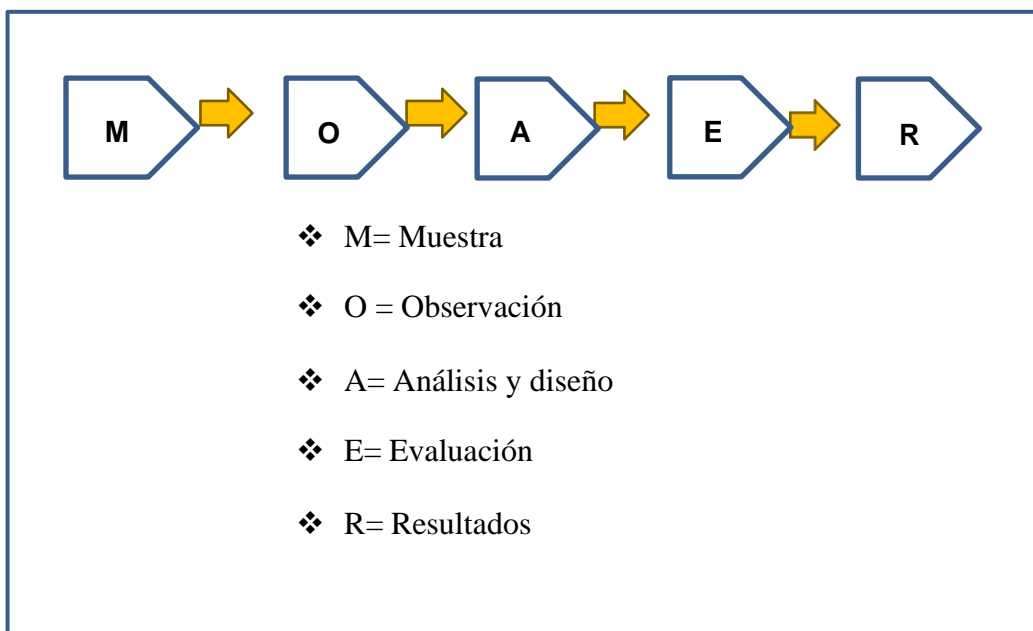 M O A E R
❖ M= Muestra
❖ O = Observación
❖ A= Análisis y diseño
❖ E= Evaluación
❖ R= Resultados